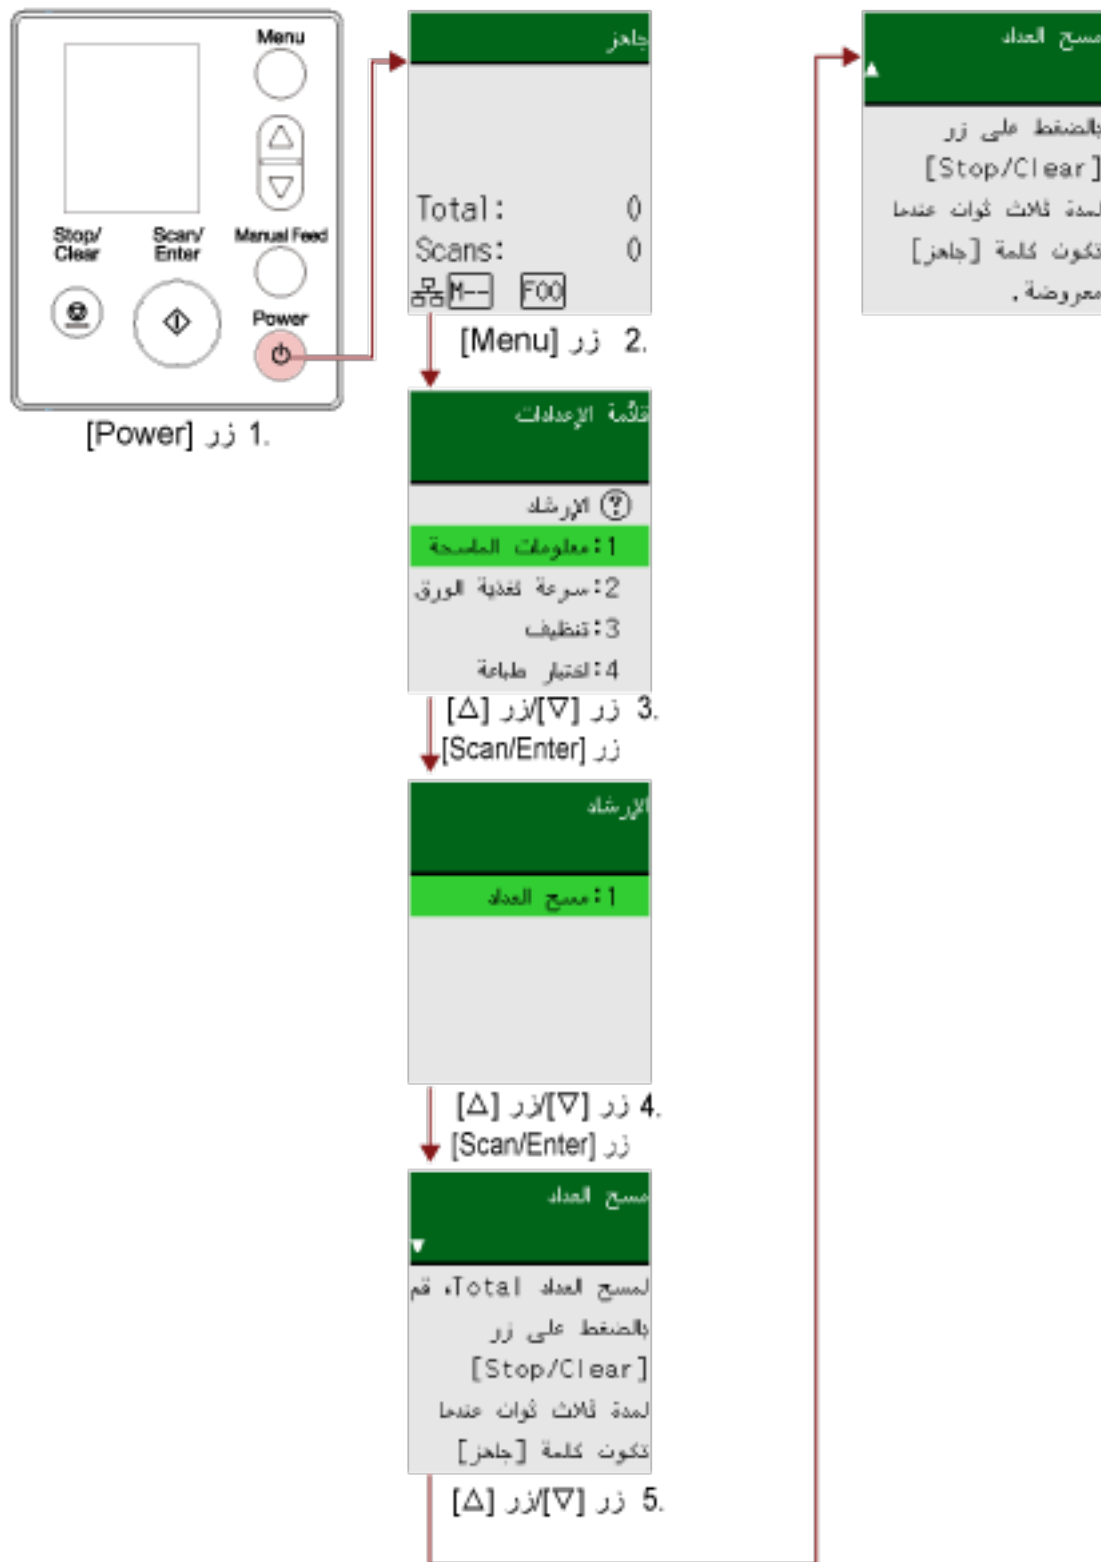 Menu
Stop/
Clear
Scan/
Enter
Manual Feed
Power
1. زر [Power]
جاهز
Total: 0
Scans: 0
M-- F00
2. زر [Menu]
قائمة الإعدادات
? الإرشاد
1:معلومات الماسحة
2:سرعة تغذية الورق
3:تنظيف
4:اختبار طباعة
3. زر [▽]/زر [△]
زر [Scan/Enter]
الإرشاد
1:مسح العداد
4. زر [▽]/زر [△]
زر [Scan/Enter]
مسح العداد
▼
لمسح العداد Total، قم
بالضغط على زر
[Stop/Clear]
لمدة ثلاث ثوان عندما
تكون كلمة [جاهز]
5. زر [▽]/زر [△]
مسح العداد
▲
بالضغط على زر
[Stop/Clear]
لمدة ثلاث ثوان عندما
تكون كلمة [جاهز]
معروضة.